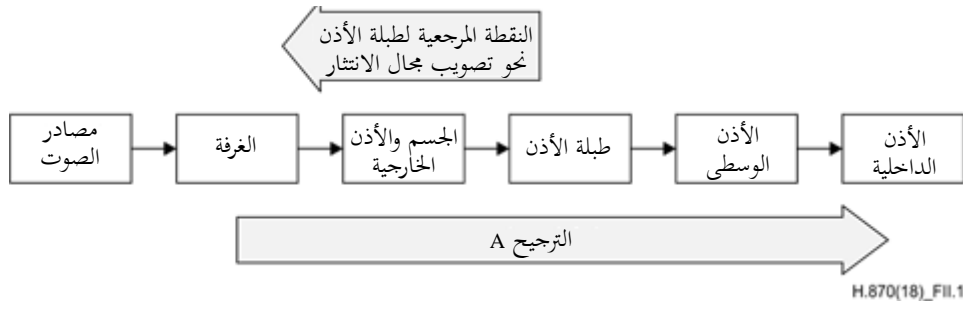 النقطة المرجعية لطبلة الأذن
نحو تصويب مجال الانتثار
مصادر
الصوت
الغرفة
الجسم والأذن
الخارجية
طبلة الأذن
الأذن
الوسطى
الأذن
الداخلية
الترجيح A
H.870(18)_FII.1